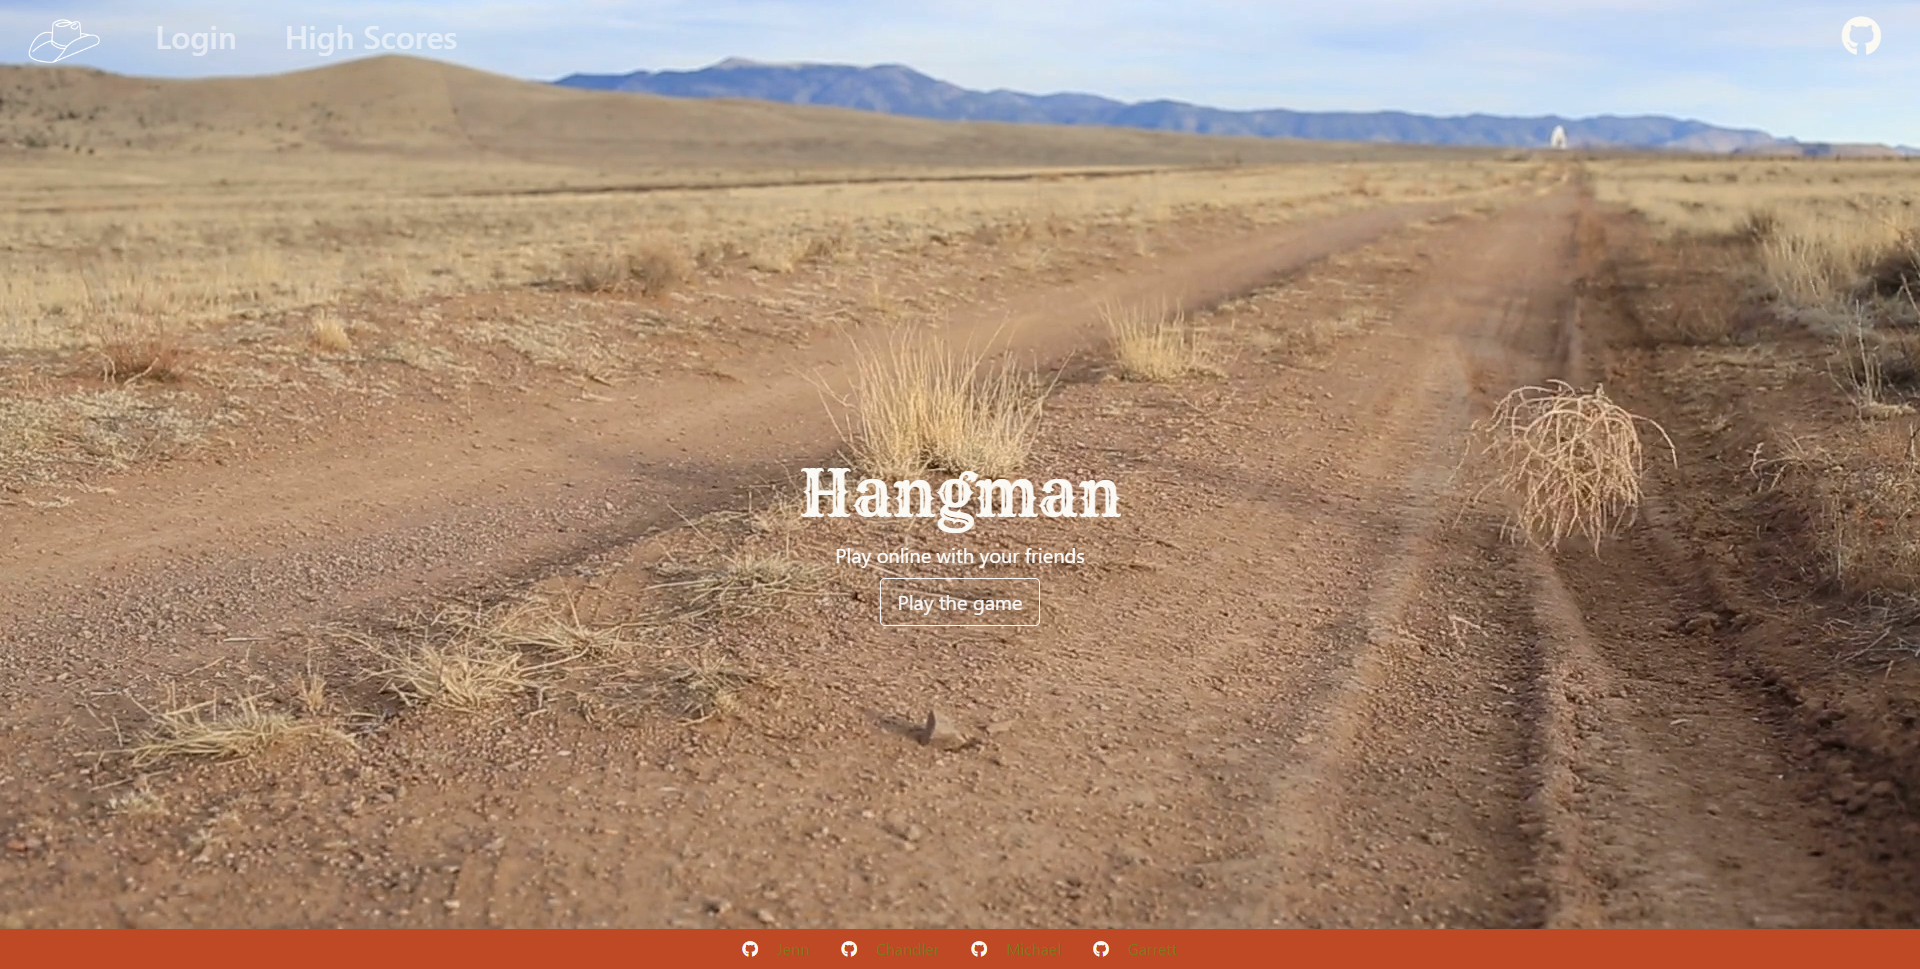 Login High Scores
Hangman
Play online with your friends
Play the game
Jenn Chandler Michael Garrett